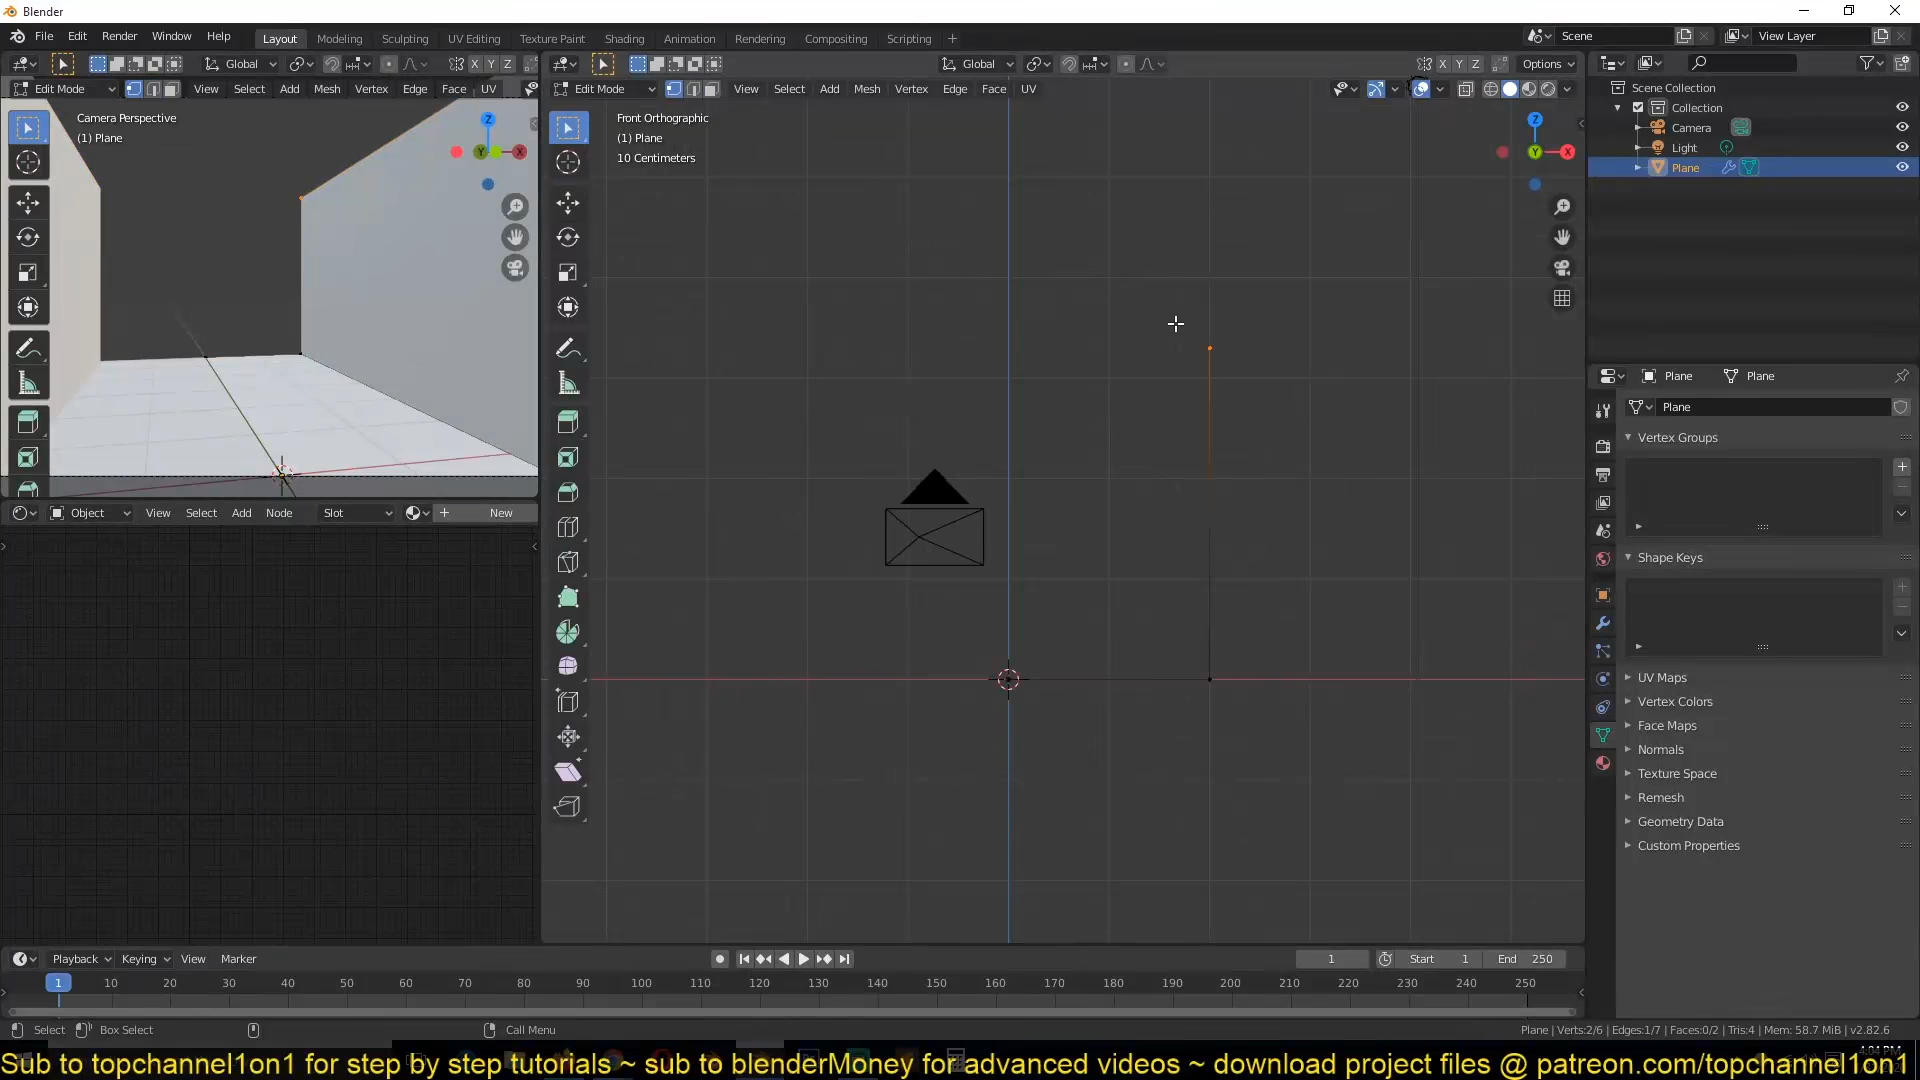 Blender
File Edit Render Window Help
Layout Modeling Sculpting UV Editing Texture Paint Shading Animation Rendering Compositing Scripting +
Scene
View Layer
Global X Y Z
Global X Y Z Options
Edit Mode View Select Add Mesh Vertex Edge Face UV
Edit Mode View Select Add Mesh Vertex Edge Face UV
Camera Perspective
(1) Plane
Z
Y
X
Front Orthographic
(1) Plane
10 Centimeters
Z
Y
X
Scene Collection
Collection
Camera
Light
Plane
Plane Plane
Plane
Vertex Groups
Shape Keys
UV Maps
Vertex Colors
Face Maps
Normals
Texture Space
Remesh
Geometry Data
Custom Properties
Object View Select Add Node Slot + New
Playback Keying View Marker
1 Start 1 End 250
1 10 20 30 40 50 60 70 80 90 100 110 120 130 140 150 160 170 180 190 200 210 220 230 240 250
Select Box Select Call Menu
Plane | Verts:2/6 | Edges:1/7 | Faces:0/2 | Tris:4 | Mem: 58.7 MiB | v2.82.6
4:04 PM
Sub to topchannel1on1 for step by step tutorials ~ sub to blenderMoney for advanced videos ~ download project files @ patreon.com/topchannel1on1